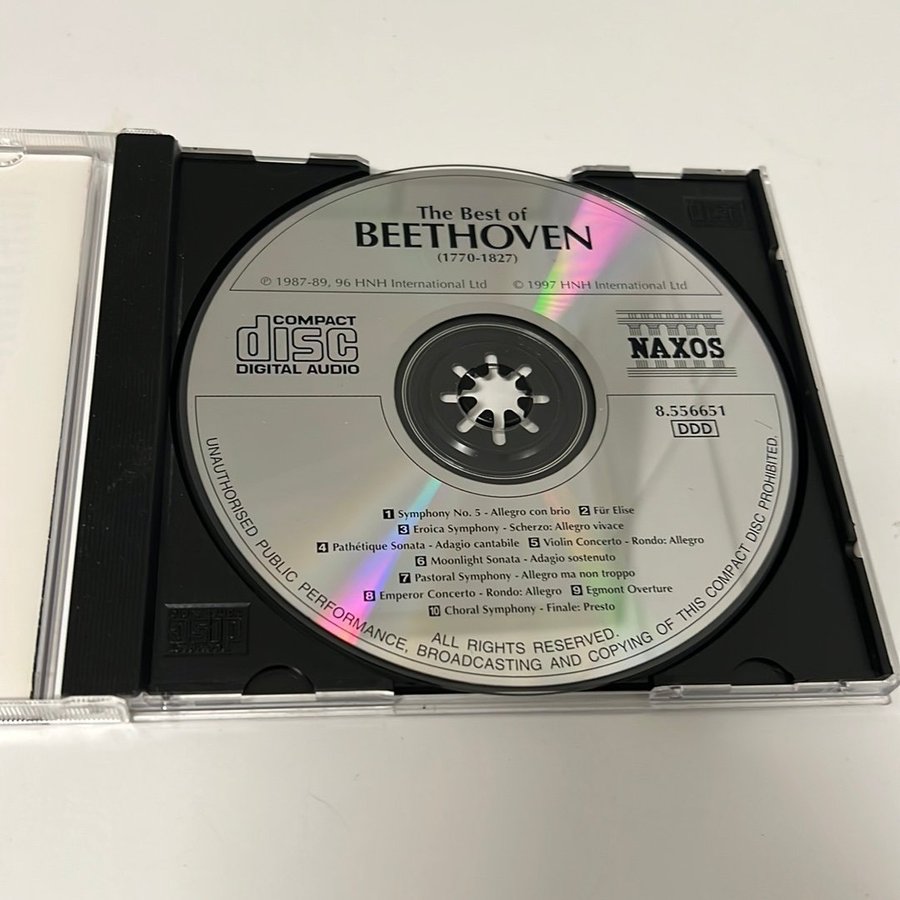 The Best of
BEETHOVEN
(1770-1827)
℗ 1987-89, 96 HNH International Ltd © 1997 HNH International Ltd
COMPACT
disc
DIGITAL AUDIO
NAXOS
8.556651
DDD
1 Symphony No. 5 - Allegro con brio 2 Für Elise
3 Eroica Symphony - Scherzo: Allegro vivace
4 Pathétique Sonata - Adagio cantabile 5 Violin Concerto - Rondo: Allegro
6 Moonlight Sonata - Adagio sostenuto
7 Pastoral Symphony - Allegro ma non troppo
8 Emperor Concerto - Rondo: Allegro 9 Egmont Overture
10 Choral Symphony - Finale: Presto
ALL RIGHTS RESERVED.
UNAUTHORISED PUBLIC PERFORMANCE, BROADCASTING AND COPYING OF THIS COMPACT DISC PROHIBITED.